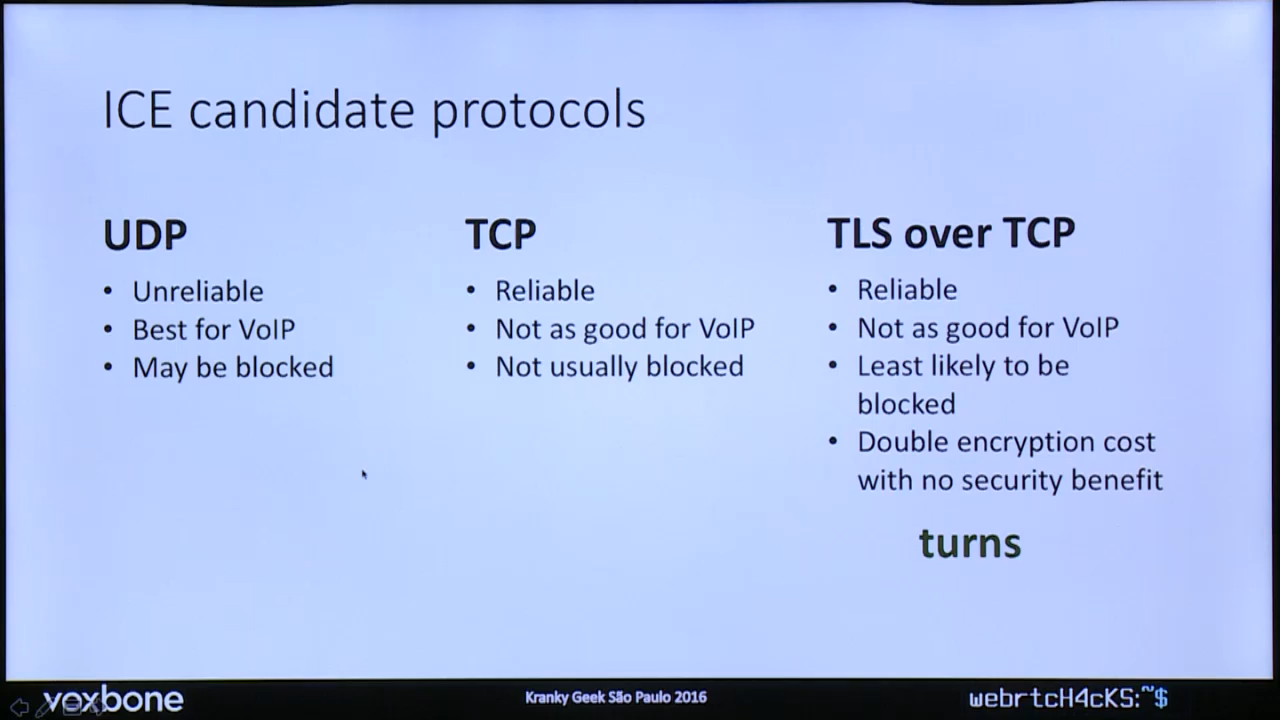 ICE candidate protocols
UDP
• Unreliable
• Best for VoIP
• May be blocked
TCP
• Reliable
• Not as good for VoIP
• Not usually blocked
TLS over TCP
• Reliable
• Not as good for VoIP
• Least likely to be
blocked
• Double encryption cost
with no security benefit
turns
voxbone
Kranky Geek São Paulo 2016
webrtcH4cKS:~$